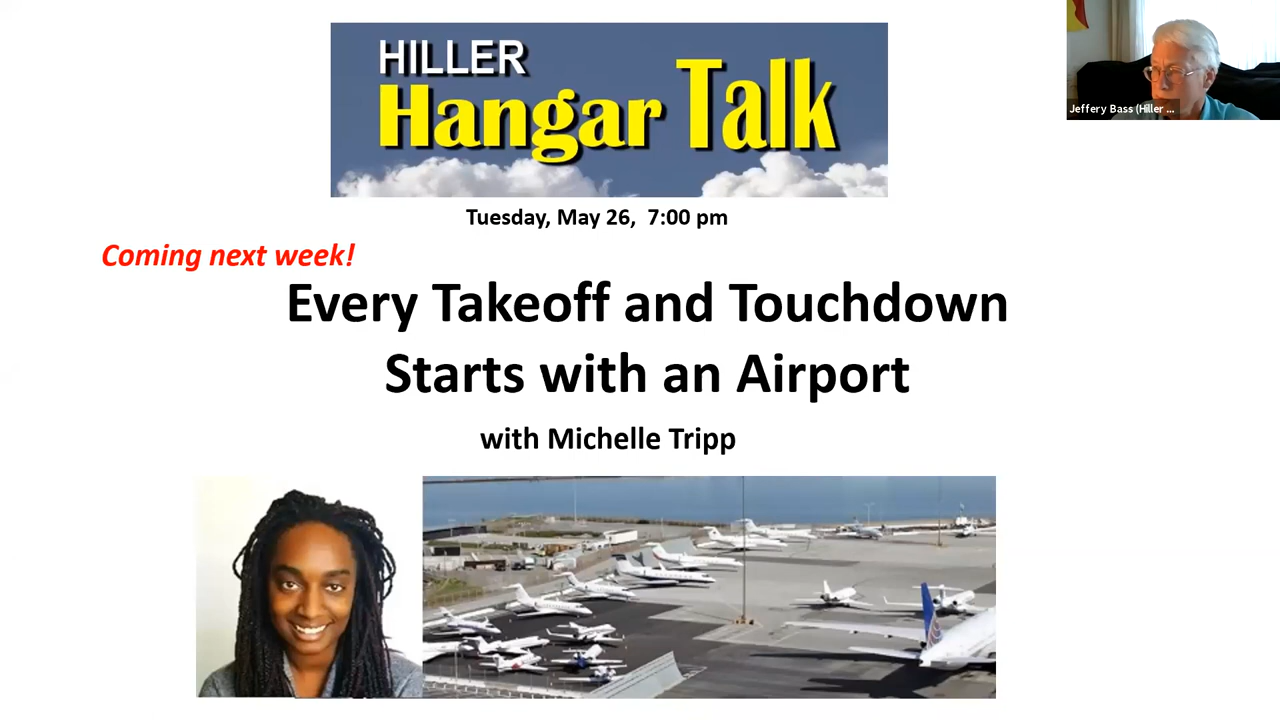 HILLER
Hangar Talk
Jeffery Bass (Hiller ...
Tuesday, May 26, 7:00 pm
Coming next week!
Every Takeoff and Touchdown
Starts with an Airport
with Michelle Tripp